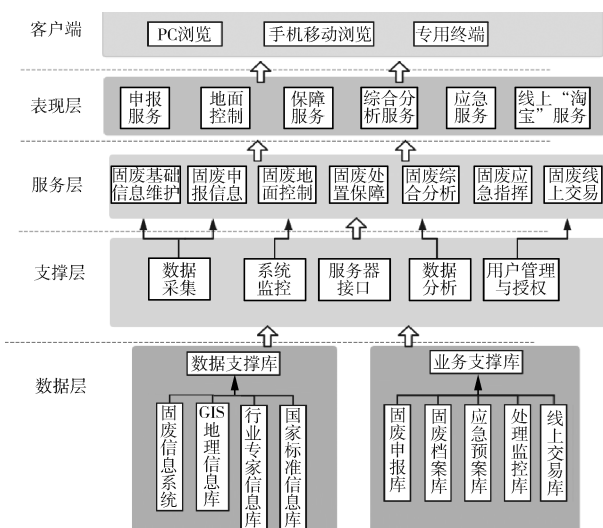 客户端
PC浏览
手机移动浏览
专用终端
表现层
申报
服务
地面
控制
保障
服务
综合分
析服务
应急
服务
线上“淘
宝”服务
服务层
固废基础
信息维护
固废申
报信息
固废地
面控制
固废处
置保障
固废综
合分析
固废应
急指挥
固废线
上交易
支撑层
数据
采集
系统
监控
服务器
接口
数据
分析
用户管理
与授权
数据层
数据支撑库
业务支撑库
固废信息系统
GIS地理信息库
行业专家信息库
国家标准信息库
固废申报库
固废档案库
应急预案库
处理监控库
线上交易库